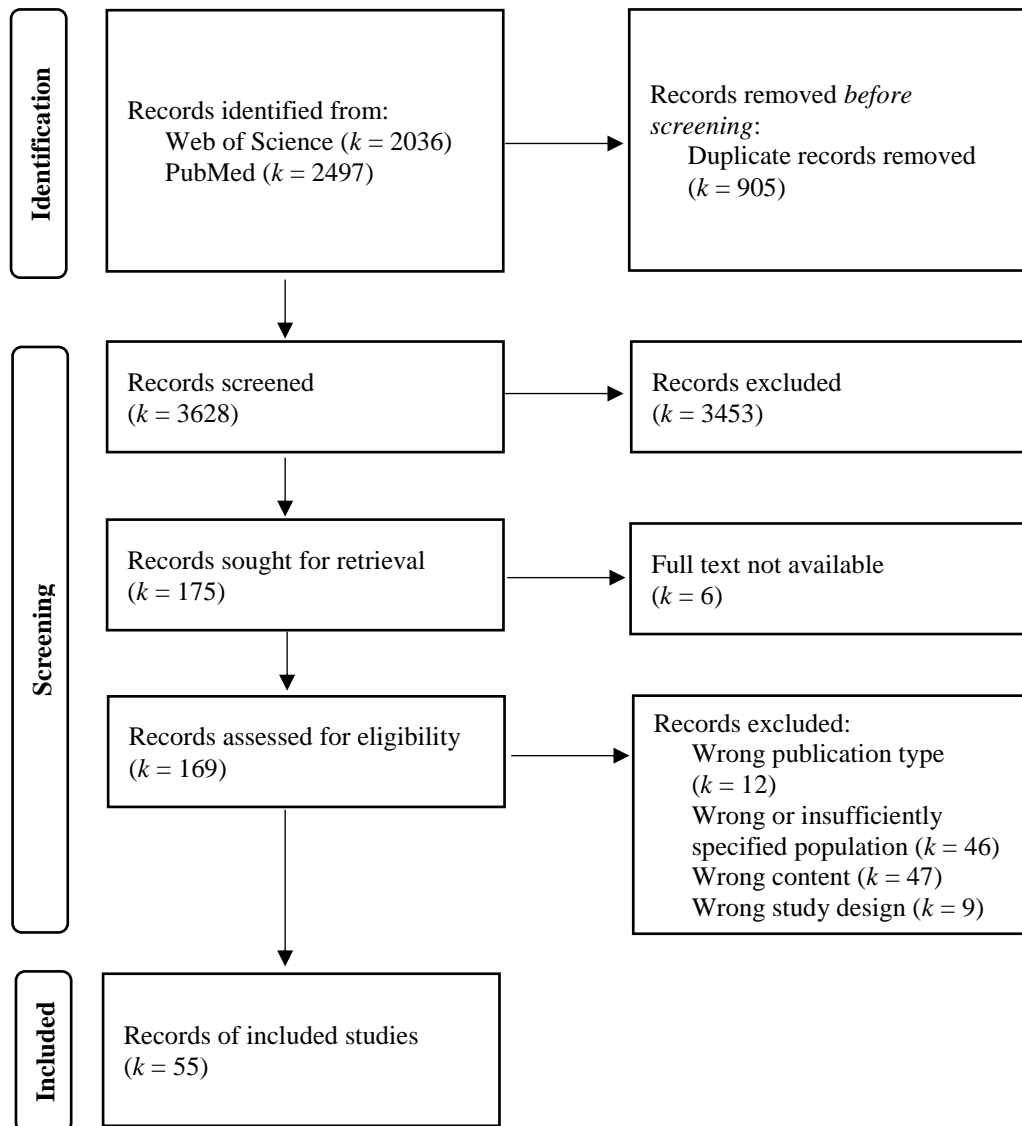 Identification
Records identified from:
Web of Science (k = 2036)
PubMed (k = 2497)
Records removed before
screening:
Duplicate records removed
(k = 905)
Screening
Records screened
(k = 3628)
Records excluded
(k = 3453)
Records sought for retrieval
(k = 175)
Full text not available
(k = 6)
Records assessed for eligibility
(k = 169)
Records excluded:
Wrong publication type
(k = 12)
Wrong or insufficiently
specified population (k = 46)
Wrong content (k = 47)
Wrong study design (k = 9)
Included
Records of included studies
(k = 55)